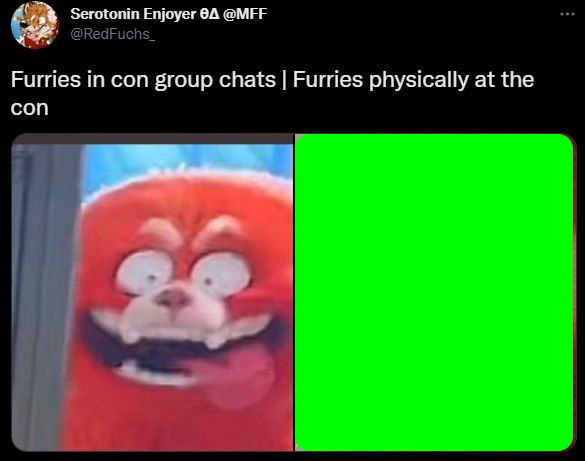 Serotonin Enjoyer θΔ @MFF
@RedFuchs_
Furries in con group chats | Furries physically at the
con